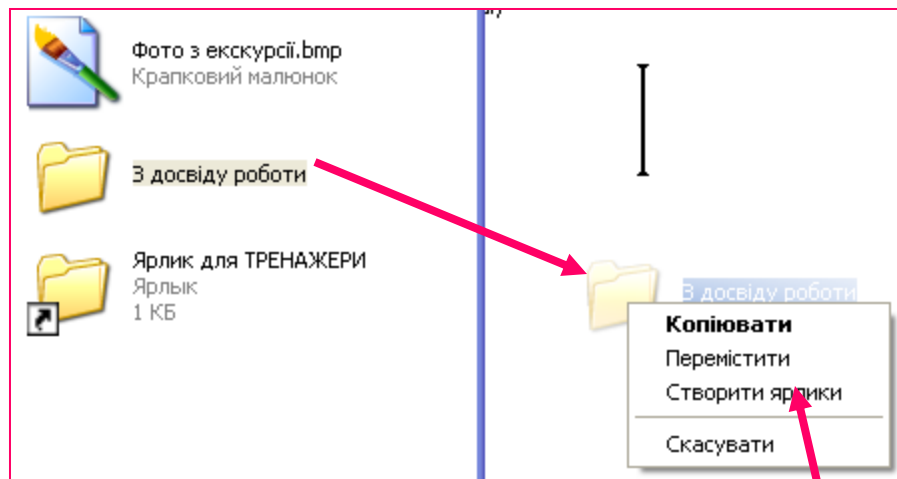 Фото з екскурсії.bmp
Крапковий малюнок
З досвіду роботи
Ярлик для ТРЕНАЖЕРИ
Ярлык
1 КБ
З досвіду роботи
Копіювати
Перемістити
Створити ярлики
Скасувати